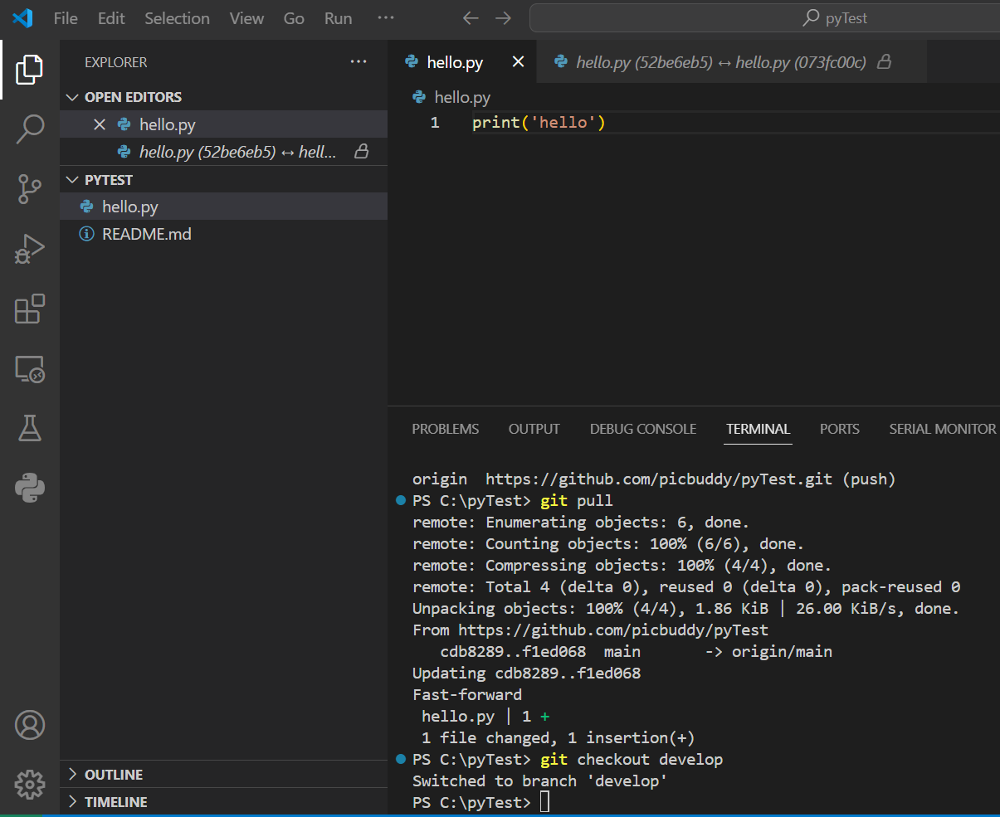 File Edit Selection View Go Run ···
pyTest
EXPLORER ···
OPEN EDITORS
hello.py
hello.py (52be6eb5) ↔ hell...
PYTEST
hello.py
README.md
OUTLINE
TIMELINE
hello.py
hello.py (52be6eb5) ↔ hello.py (073fc00c)
hello.py
1 print('hello')
PROBLEMS OUTPUT DEBUG CONSOLE TERMINAL PORTS SERIAL MONITOR
origin  https://github.com/picbuddy/pyTest.git (push)
PS C:\pyTest> git pull
remote: Enumerating objects: 6, done.
remote: Counting objects: 100% (6/6), done.
remote: Compressing objects: 100% (4/4), done.
remote: Total 4 (delta 0), reused 0 (delta 0), pack-reused 0
Unpacking objects: 100% (4/4), 1.86 KiB | 26.00 KiB/s, done.
From https://github.com/picbuddy/pyTest
   cdb8289..f1ed068  main       -> origin/main
Updating cdb8289..f1ed068
Fast-forward
 hello.py | 1 +
 1 file changed, 1 insertion(+)
PS C:\pyTest> git checkout develop
Switched to branch 'develop'
PS C:\pyTest>